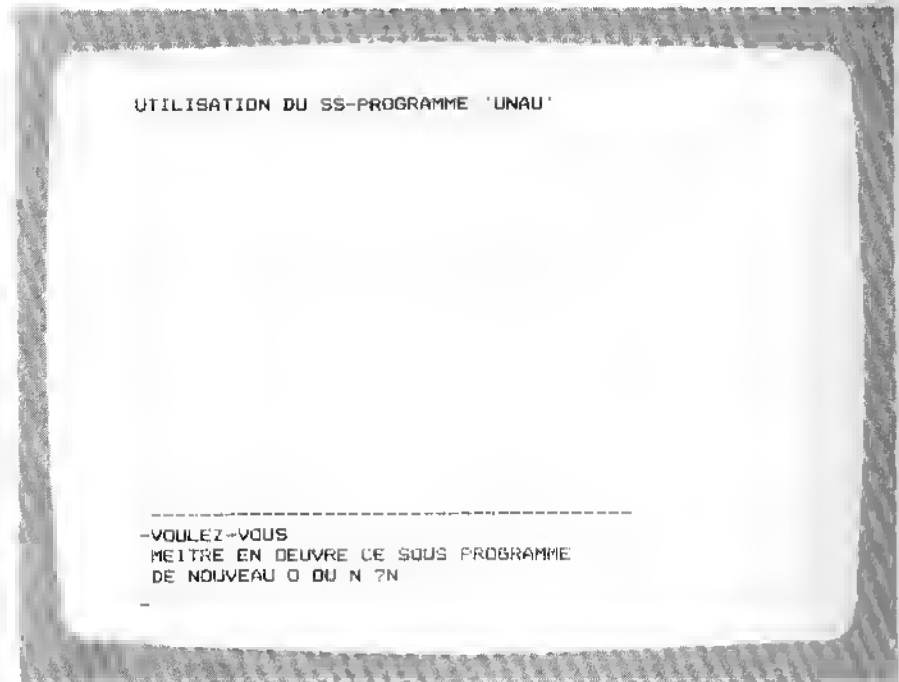 UTILISATION DU SS-PROGRAMME 'UNAU'
-VOULEZ-VOUS
METTRE EN OEUVRE CE SOUS PROGRAMME
DE NOUVEAU O OU N ?N